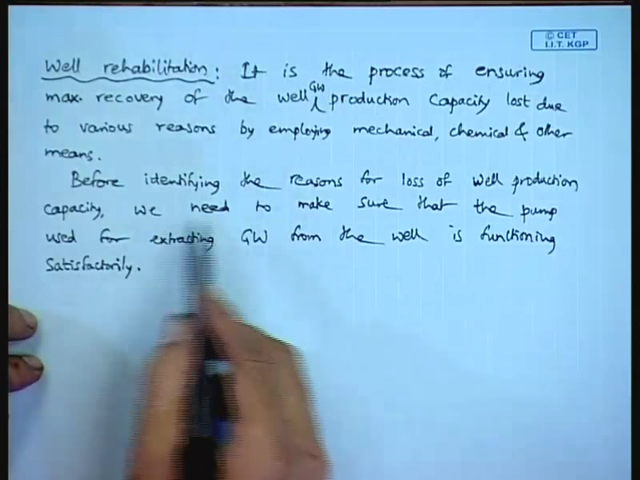 © CET
I.I.T. KGP
Well rehabilitation: It is the process of ensuring
max. recovery of the well GW production capacity lost due
to various reasons by employing mechanical, chemical & other
means.
Before identifying the reasons for loss of well production
capacity, we need to make sure that the pump
used for extracting GW from the well is functioning
satisfactorily.